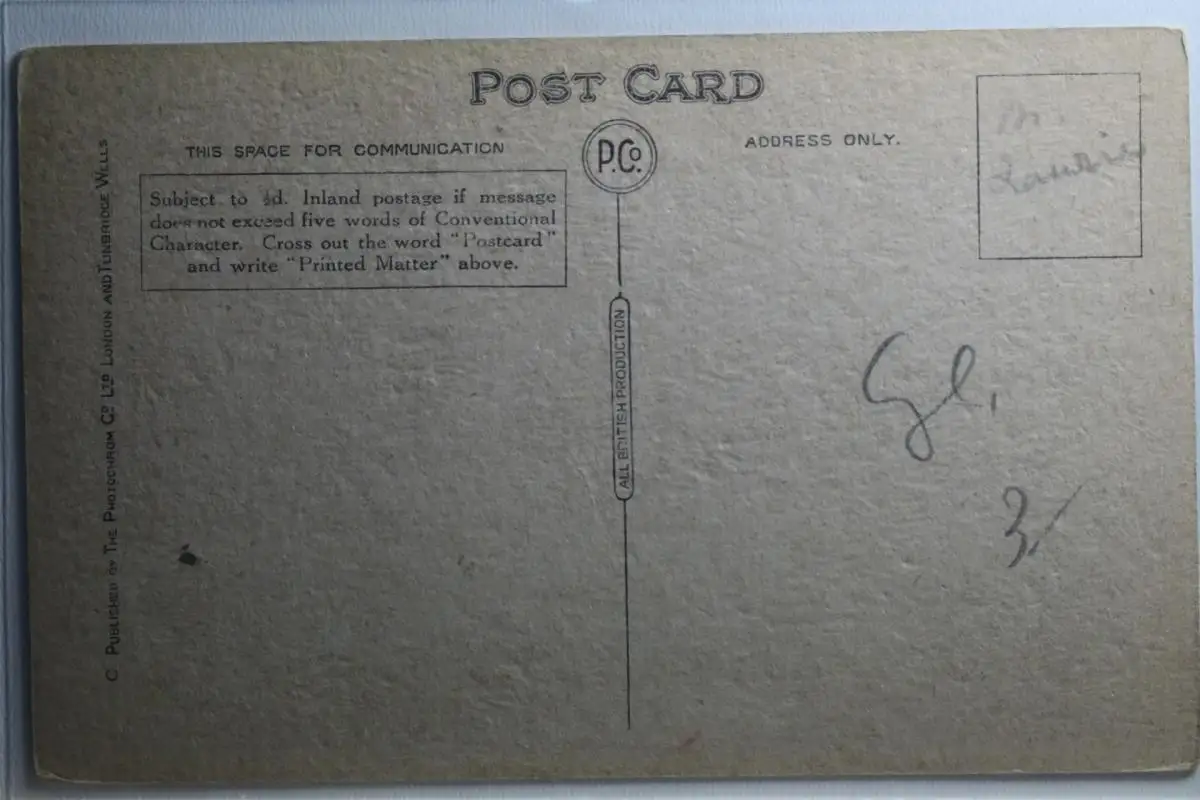 POST CARD
THIS SPACE FOR COMMUNICATION
P.Co.
ADDRESS ONLY.
Subject to ½d. Inland postage if message
does not exceed five words of Conventional
Character. Cross out the word "Postcard"
and write "Printed Matter" above.
ALL BRITISH PRODUCTION
C PUBLISHED BY THE PHOTOCHROM CO LTD LONDON AND TUNBRIDGE WELLS
3/